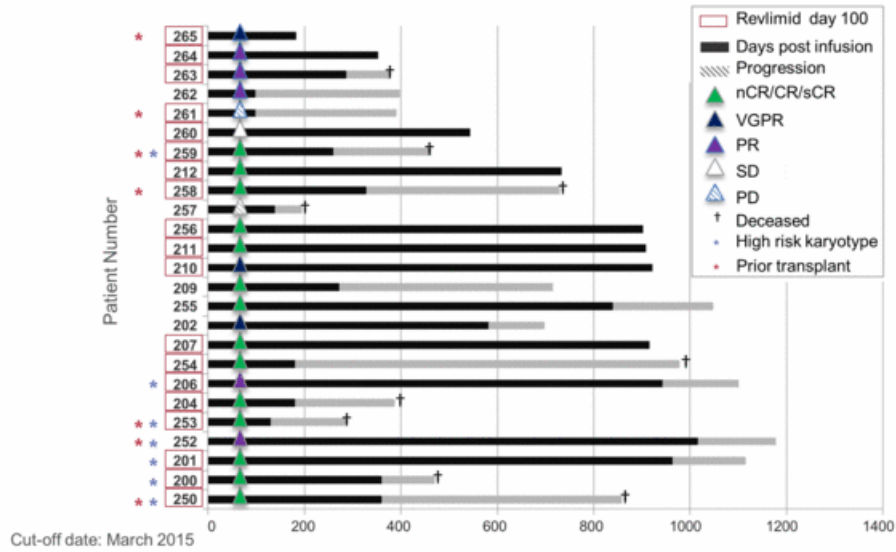 Revlimid day 100
Days post infusion
Progression
nCR/CR/sCR
VGPR
PR
SD
PD
† Deceased
* High risk karyotype
* Prior transplant
Patient Number
* 265
264
263 †
262
* 261
260
* * 259 †
212
* 258 †
257 †
256
211
210
209
255
202
207
254 †
* 206
204 †
* * 253 †
* * 252
* 201
* 200 †
* * 250 †
0 200 400 600 800 1000 1200 1400
Cut-off date: March 2015